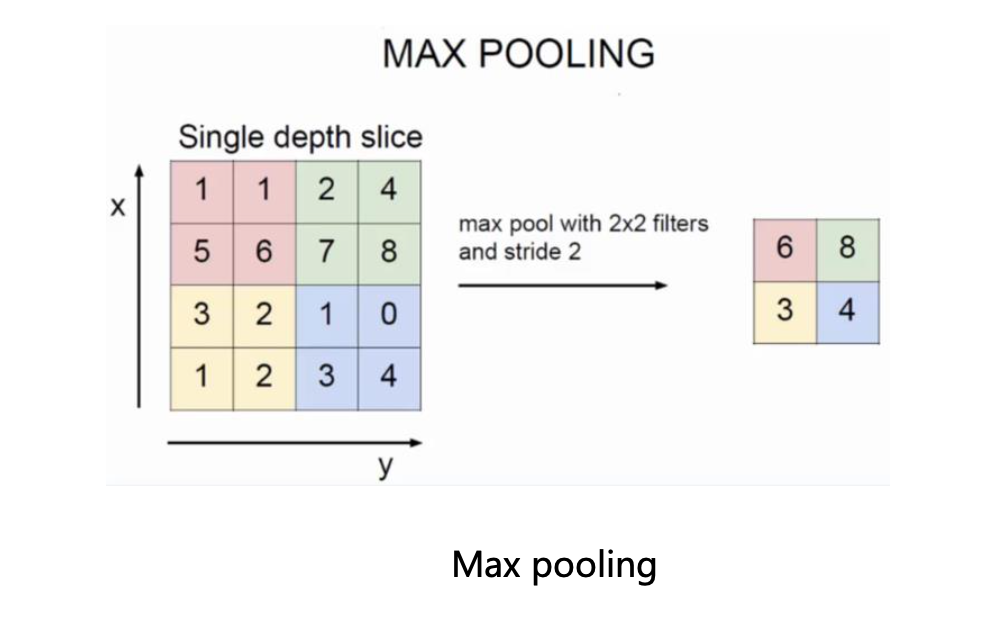 MAX POOLING
Single depth slice
x
1 1 2 4
5 6 7 8
3 2 1 0
1 2 3 4
y
max pool with 2x2 filters
and stride 2
6 8
3 4
Max pooling